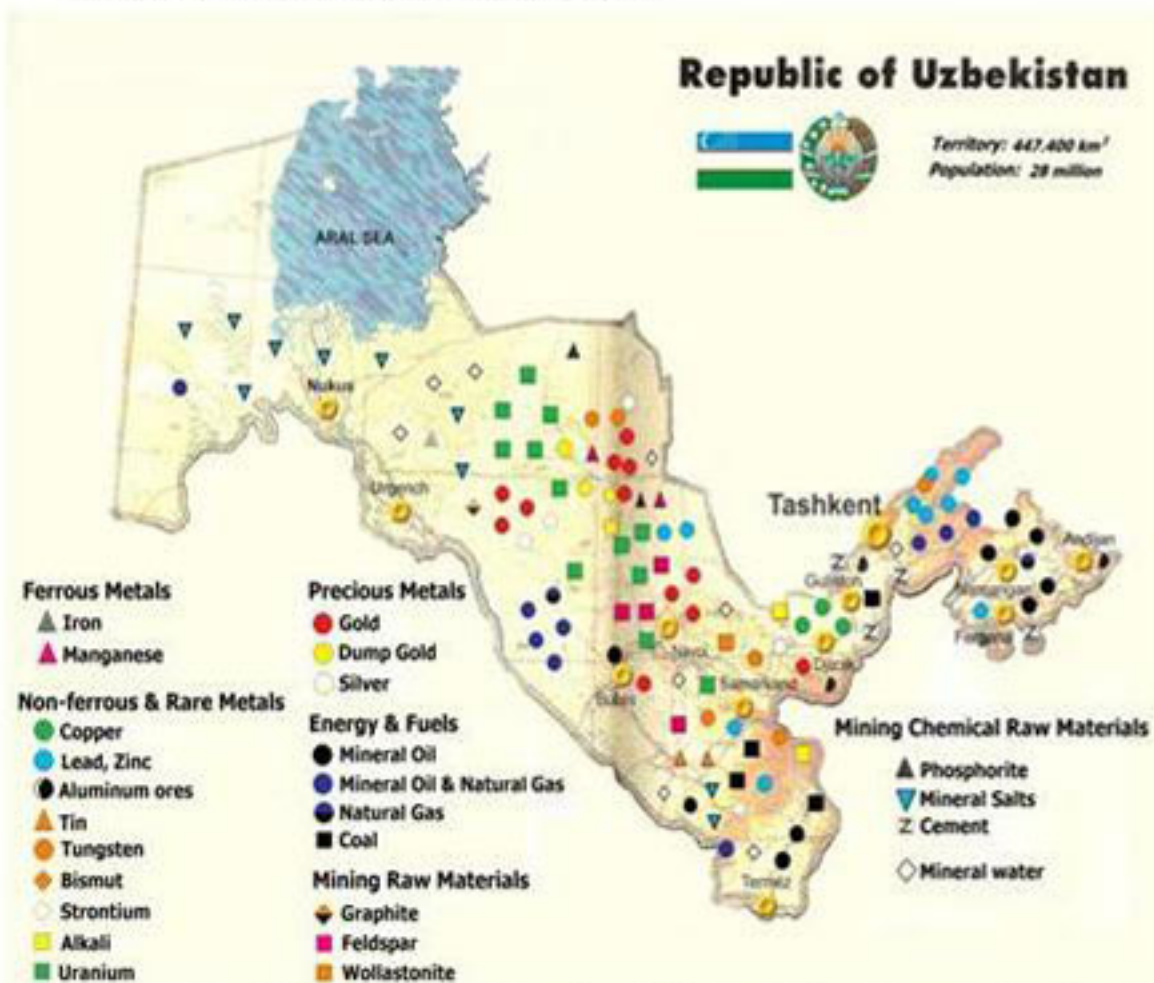 Republic of Uzbekistan
Territory: 447,400 km²
Population: 28 million
ARAL SEA
Nukus
Urgench
Tashkent
Andijan
Guliston
Namangan
Fergana
Navoi
Djizak
Samarkand
Termez
Ferrous Metals
Iron
Manganese
Non-ferrous & Rare Metals
Copper
Lead, Zinc
Aluminum ores
Tin
Tungsten
Bismut
Strontium
Alkali
Uranium
Precious Metals
Gold
Dump Gold
Silver
Energy & Fuels
Mineral Oil
Mineral Oil & Natural Gas
Natural Gas
Coal
Mining Raw Materials
Graphite
Feldspar
Wollastonite
Mining Chemical Raw Materials
Phosphorite
Mineral Salts
Z Cement
Mineral water